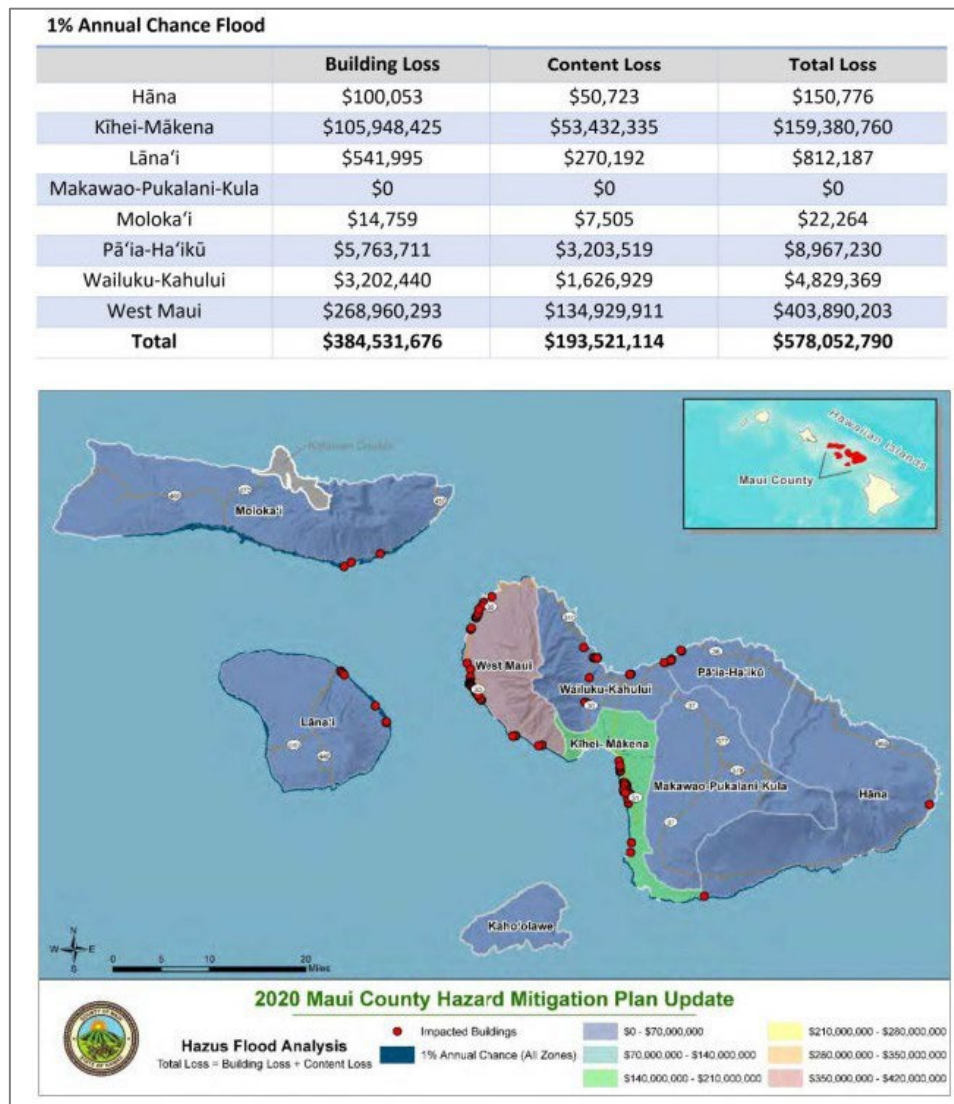 1% Annual Chance Flood
Building Loss Content Loss Total Loss
Hāna $100,053 $50,723 $150,776
Kīhei-Mākena $105,948,425 $53,432,335 $159,380,760
Lānaʻi $541,995 $270,192 $812,187
Makawao-Pukalani-Kula $0 $0 $0
Molokaʻi $14,759 $7,505 $22,264
Pāʻia-Haʻikū $5,763,711 $3,203,519 $8,967,230
Wailuku-Kahului $3,202,440 $1,626,929 $4,829,369
West Maui $268,960,293 $134,929,911 $403,890,203
Total $384,531,676 $193,521,114 $578,052,790
Hawaiian Islands
Maui County
Molokaʻi
West Maui
Pāʻia-Haʻikū
Wailuku-Kahului
Lānaʻi
Kīhei- Mākena
Makawao-Pukalani-Kula
Hāna
Kahoʻolawe
N
W E
S
0 5 10 20
Miles
2020 Maui County Hazard Mitigation Plan Update
Hazus Flood Analysis
Total Loss = Building Loss + Content Loss
Impacted Buildings
1% Annual Chance (All Zones)
$0 - $70,000,000
$70,000,000 - $140,000,000
$140,000,000 - $210,000,000
$210,000,000 - $280,000,000
$280,000,000 - $350,000,000
$350,000,000 - $420,000,000